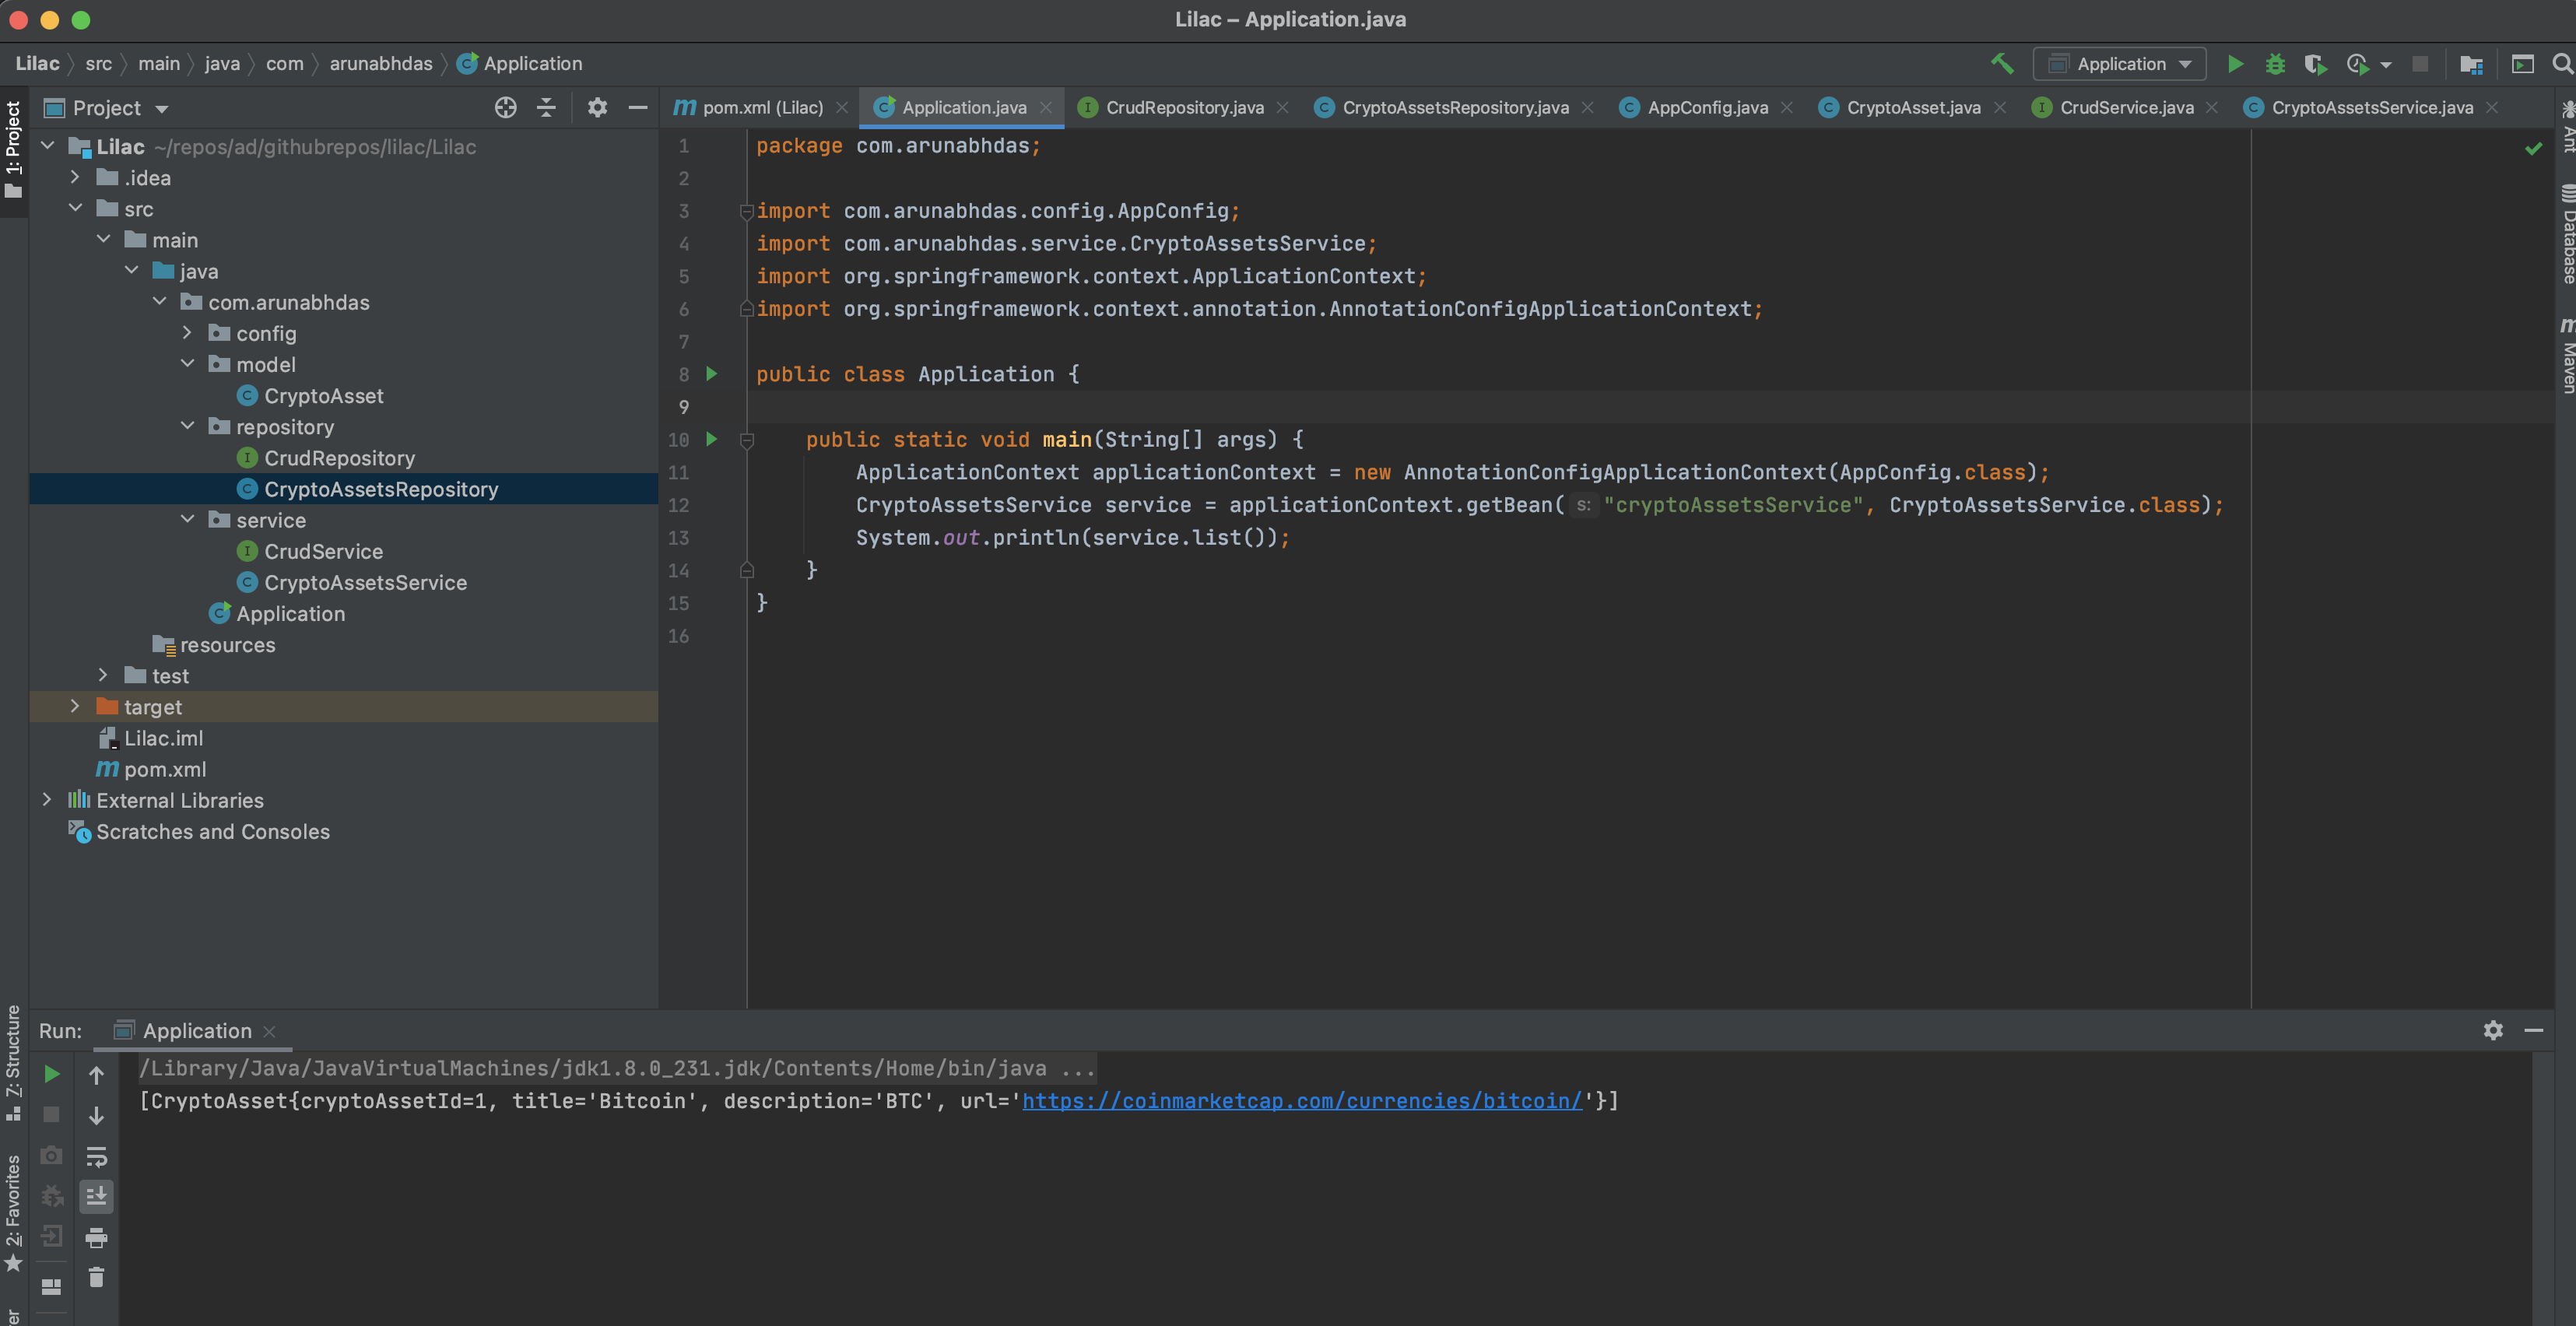 Lilac – Application.java
Lilac src main java com arunabhdas Application
Application
1: Project
Project
Lilac ~/repos/ad/githubrepos/lilac/Lilac
.idea
src
main
java
com.arunabhdas
config
model
CryptoAsset
repository
CrudRepository
CryptoAssetsRepository
service
CrudService
CryptoAssetsService
Application
resources
test
target
Lilac.iml
pom.xml
External Libraries
Scratches and Consoles
pom.xml (Lilac) Application.java CrudRepository.java CryptoAssetsRepository.java AppConfig.java CryptoAsset.java CrudService.java CryptoAssetsService.java
1 package com.arunabhdas;
2
3 import com.arunabhdas.config.AppConfig;
4 import com.arunabhdas.service.CryptoAssetsService;
5 import org.springframework.context.ApplicationContext;
6 import org.springframework.context.annotation.AnnotationConfigApplicationContext;
7
8 public class Application {
9
10 public static void main(String[] args) {
11 ApplicationContext applicationContext = new AnnotationConfigApplicationContext(AppConfig.class);
12 CryptoAssetsService service = applicationContext.getBean( s: "cryptoAssetsService", CryptoAssetsService.class);
13 System.out.println(service.list());
14 }
15 }
16
Ant
Database
Maven
7: Structure
2: Favorites
Run: Application
/Library/Java/JavaVirtualMachines/jdk1.8.0_231.jdk/Contents/Home/bin/java ...
[CryptoAsset{cryptoAssetId=1, title='Bitcoin', description='BTC', url='https://coinmarketcap.com/currencies/bitcoin/'}]